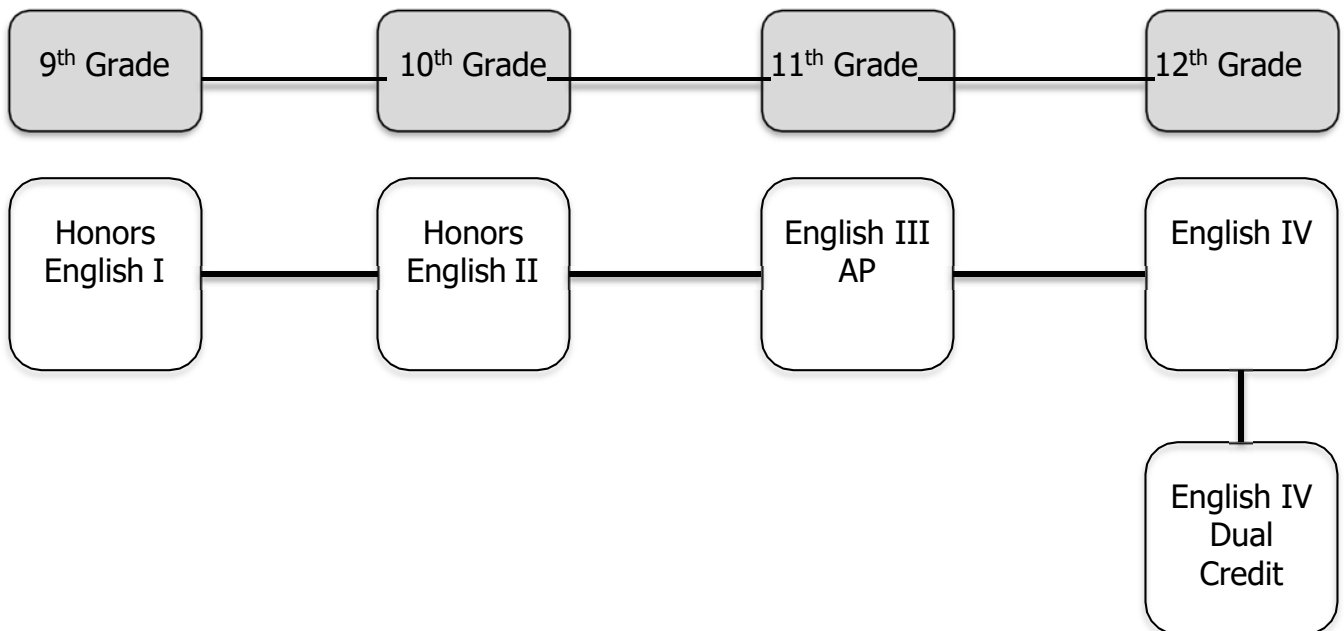 9th Grade
10th Grade
11th Grade
12th Grade
Honors
English I
Honors
English II
English III
AP
English IV
English IV
Dual
Credit